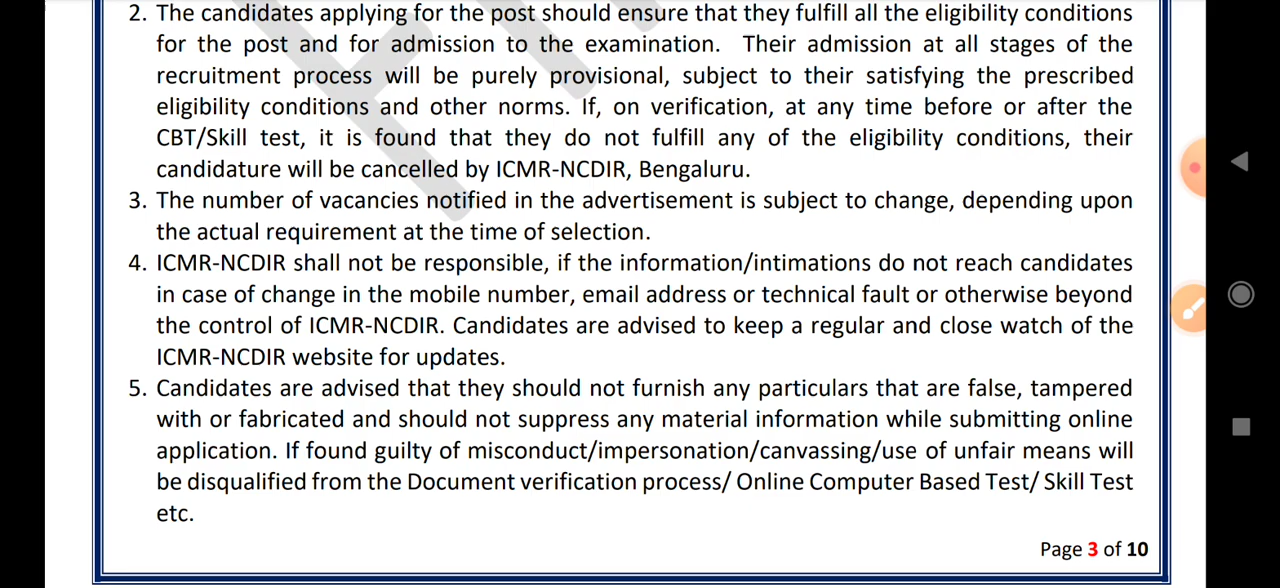 2. The candidates applying for the post should ensure that they fulfill all the eligibility conditions
for the post and for admission to the examination. Their admission at all stages of the
recruitment process will be purely provisional, subject to their satisfying the prescribed
eligibility conditions and other norms. If, on verification, at any time before or after the
CBT/Skill test, it is found that they do not fulfill any of the eligibility conditions, their
candidature will be cancelled by ICMR-NCDIR, Bengaluru.
3. The number of vacancies notified in the advertisement is subject to change, depending upon
the actual requirement at the time of selection.
4. ICMR-NCDIR shall not be responsible, if the information/intimations do not reach candidates
in case of change in the mobile number, email address or technical fault or otherwise beyond
the control of ICMR-NCDIR. Candidates are advised to keep a regular and close watch of the
ICMR-NCDIR website for updates.
5. Candidates are advised that they should not furnish any particulars that are false, tampered
with or fabricated and should not suppress any material information while submitting online
application. If found guilty of misconduct/impersonation/canvassing/use of unfair means will
be disqualified from the Document verification process/ Online Computer Based Test/ Skill Test
etc.
Page 3 of 10